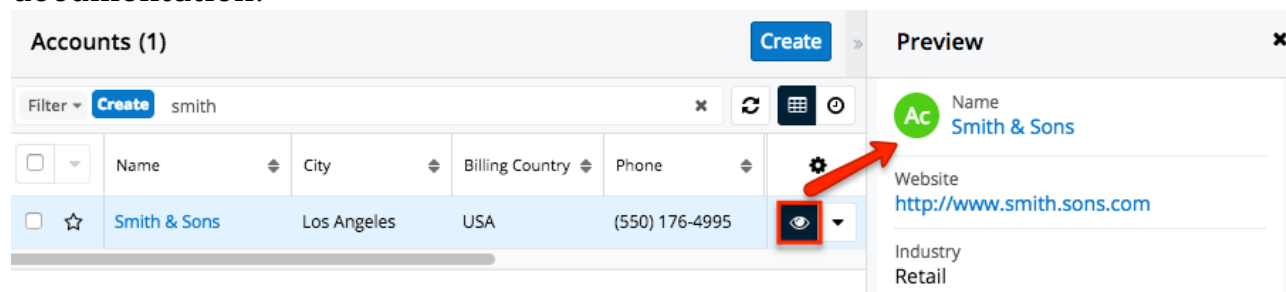 documentation.
Accounts (1)
Create
»
Preview
Filter
Create
smith
Ac
Name
Smith & Sons
Name
City
Billing Country
Phone
Website
http://www.smith.sons.com
Smith & Sons
Los Angeles
USA
(550) 176-4995
Industry
Retail